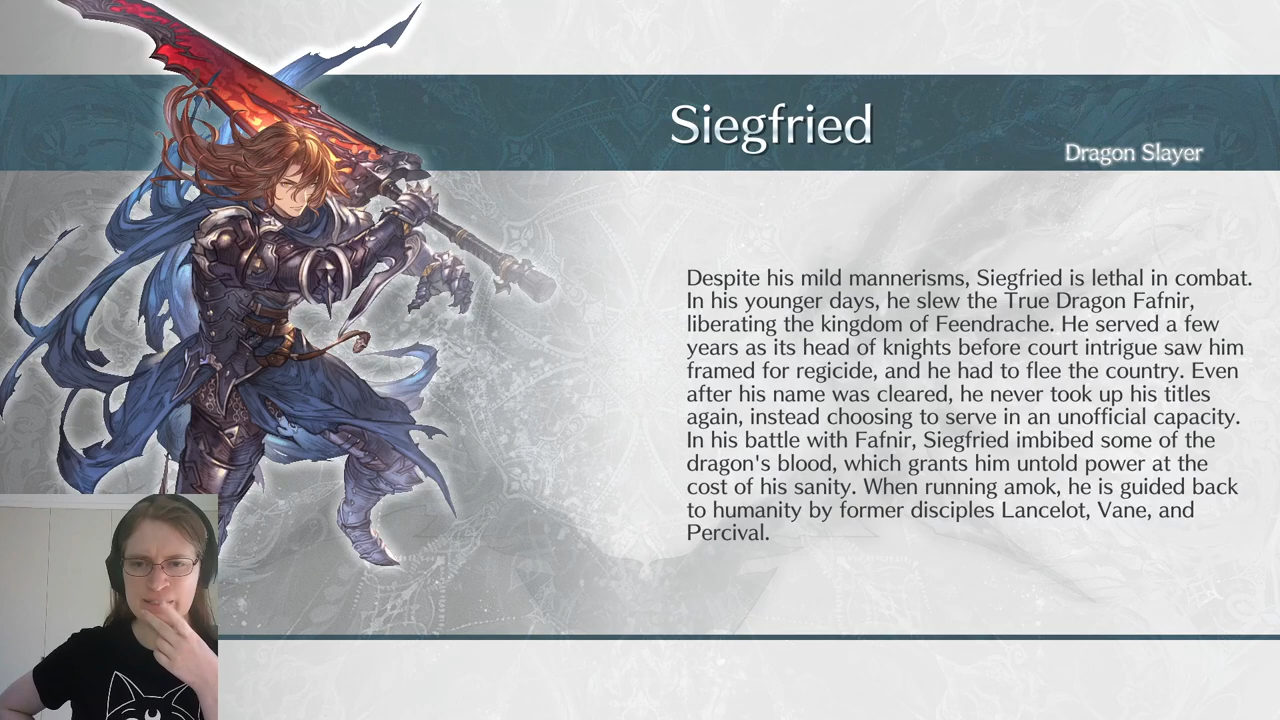 Siegfried
Dragon Slayer
Despite his mild mannerisms, Siegfried is lethal in combat.
In his younger days, he slew the True Dragon Fafnir,
liberating the kingdom of Feendrache. He served a few
years as its head of knights before court intrigue saw him
framed for regicide, and he had to flee the country. Even
after his name was cleared, he never took up his titles
again, instead choosing to serve in an unofficial capacity.
In his battle with Fafnir, Siegfried imbibed some of the
dragon's blood, which grants him untold power at the
cost of his sanity. When running amok, he is guided back
to humanity by former disciples Lancelot, Vane, and
Percival.